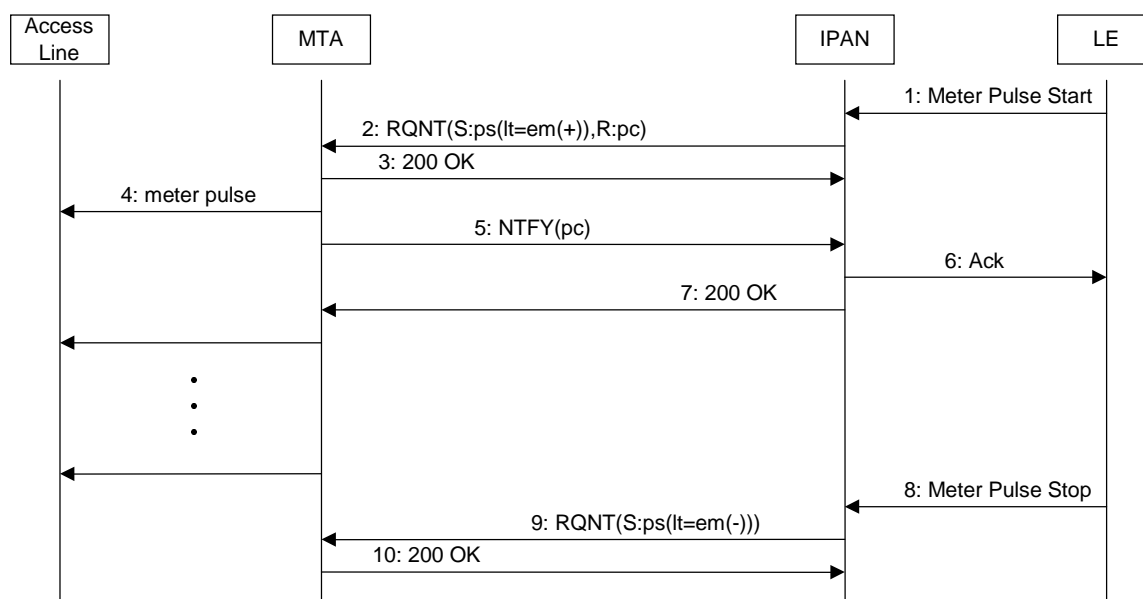 Access
Line
MTA
IPAN
LE
1: Meter Pulse Start
2: RQNT(S:ps(lt=em(+)),R:pc)
3: 200 OK
4: meter pulse
5: NTFY(pc)
6: Ack
7: 200 OK
8: Meter Pulse Stop
9: RQNT(S:ps(lt=em(-)))
10: 200 OK